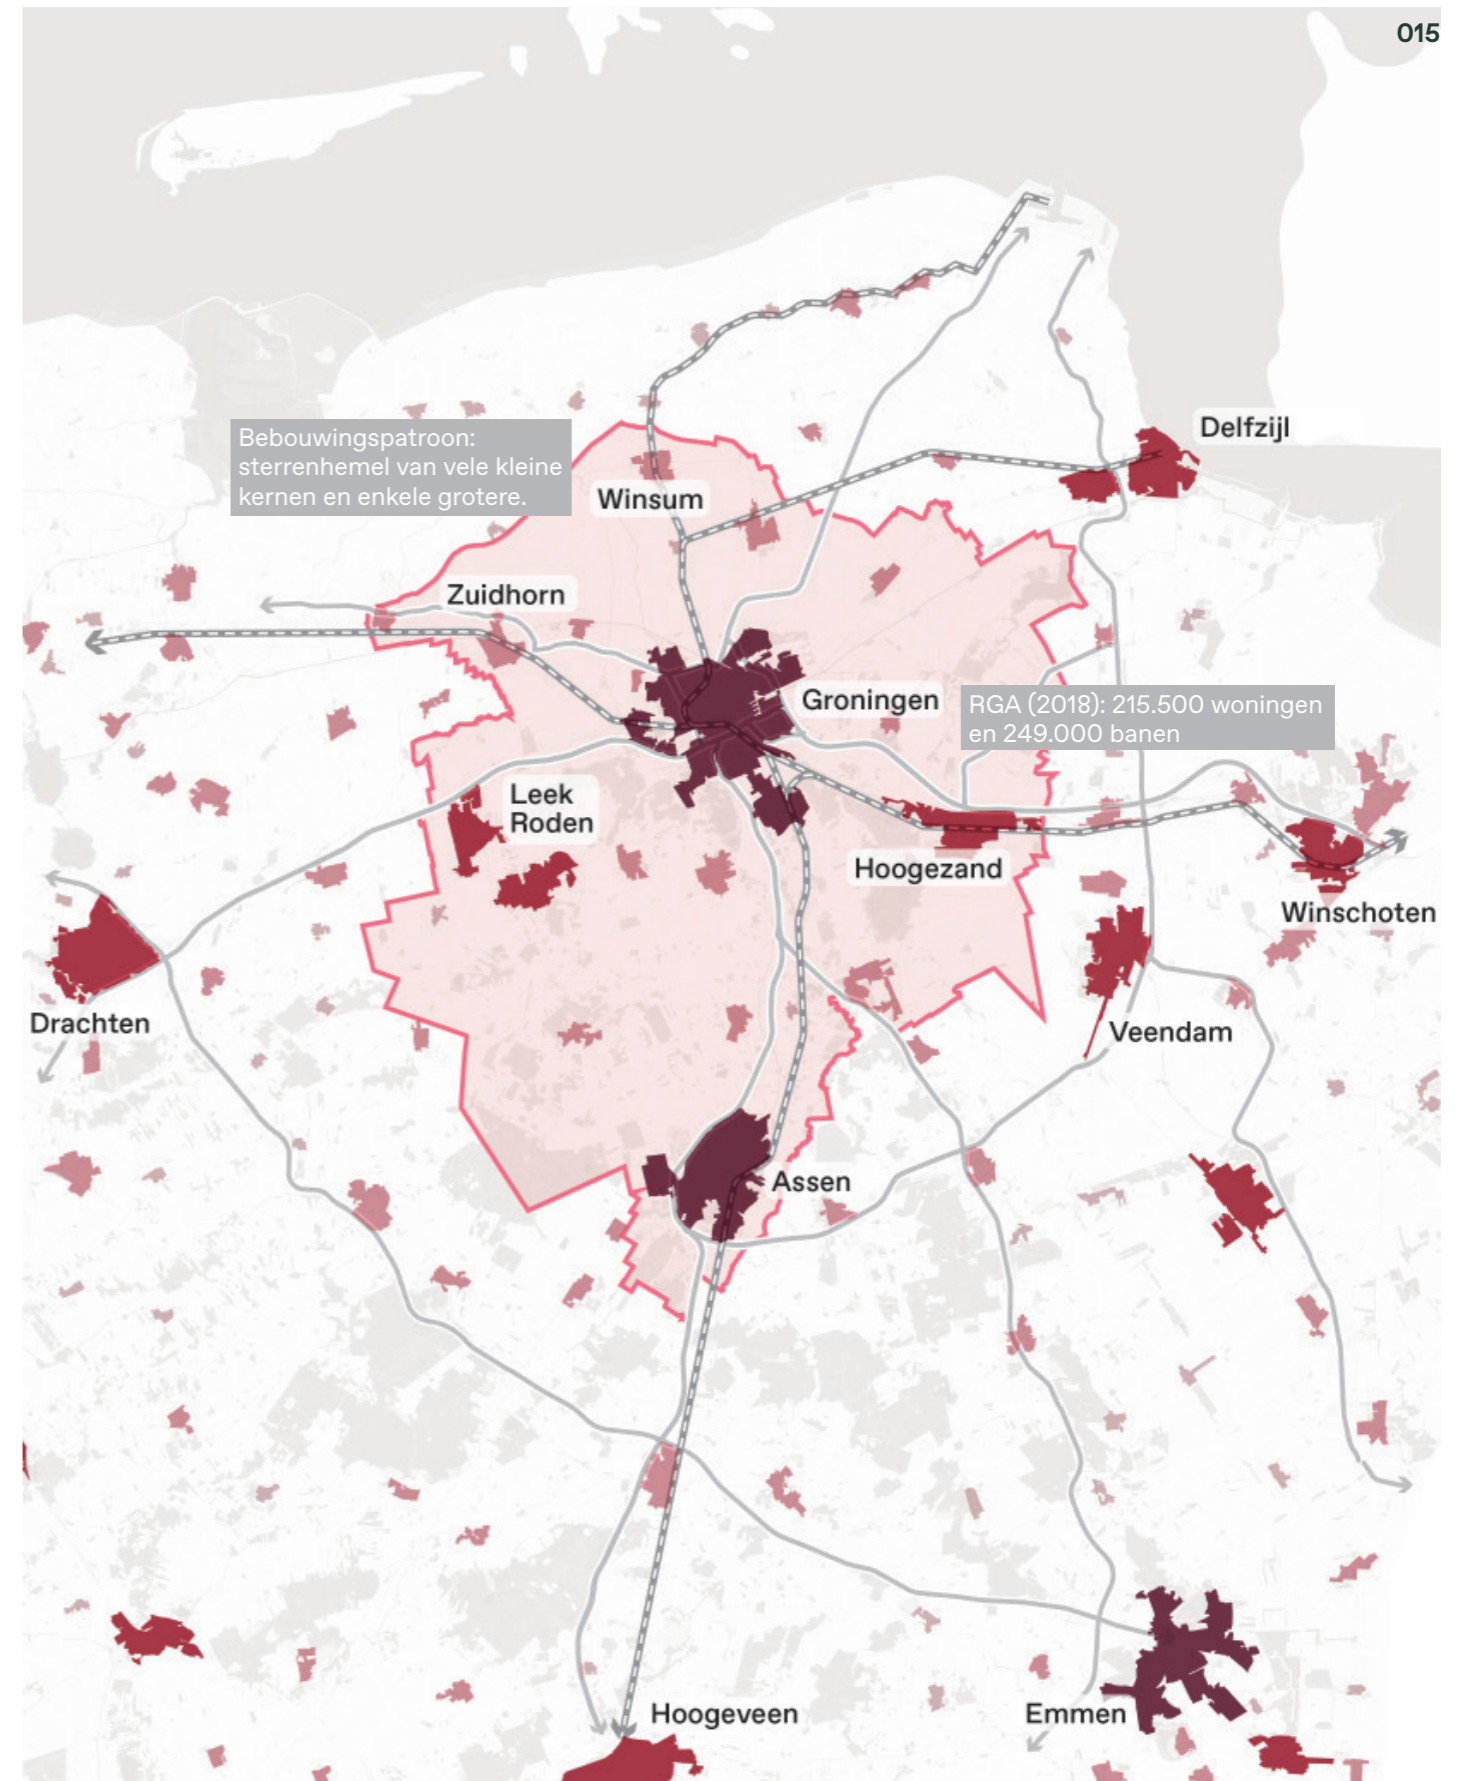 015
Delfzijl
Bebouwingspatroon:
sterrenhemel van vele kleine
kernen en enkele grotere.
Winsum
Zuidhorn
Groningen
RGA (2018): 215.500 woningen
en 249.000 banen
Leek
Roden
Hoogezand
Winschoten
Drachten
Veendam
Assen
Hoogeveen
Emmen